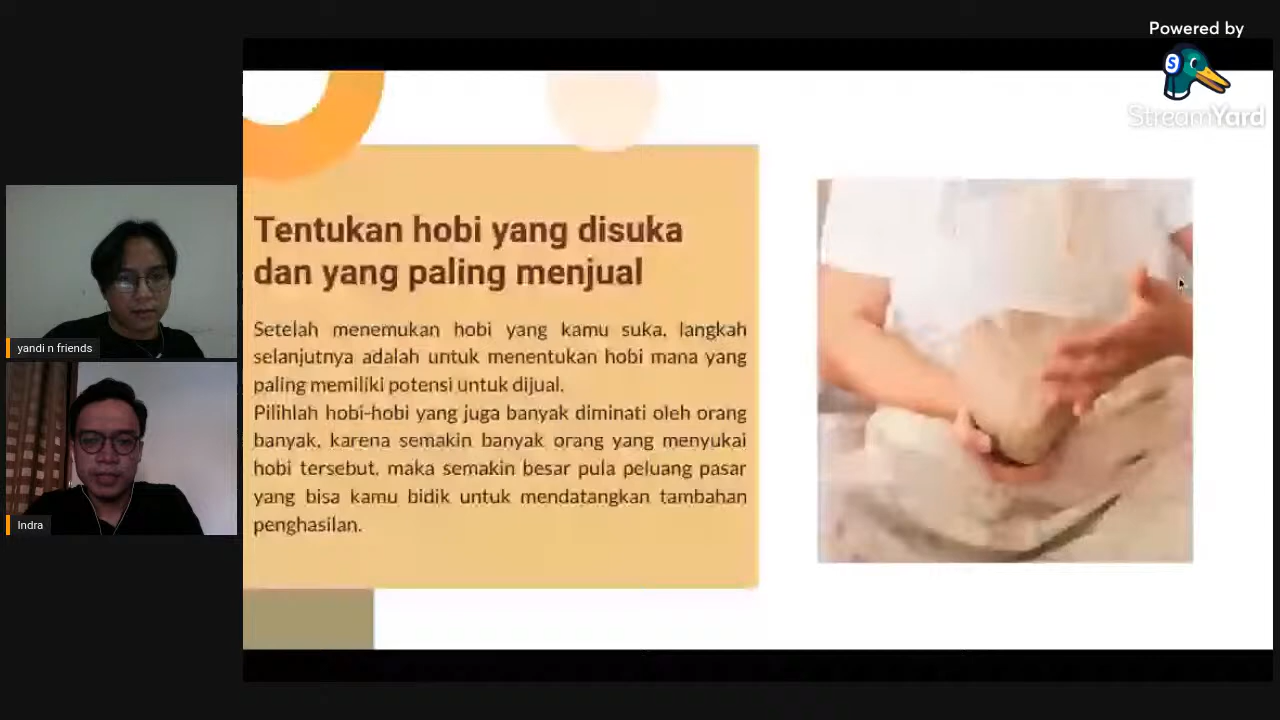 Powered by
StreamYard
Tentukan hobi yang disuka
dan yang paling menjual
Setelah menemukan hobi yang kamu suka, langkah
selanjutnya adalah untuk menentukan hobi mana yang
paling memiliki potensi untuk dijual.
Pilihlah hobi-hobi yang juga banyak diminati oleh orang
banyak, karena semakin banyak orang yang menyukai
hobi tersebut, maka semakin besar pula peluang pasar
yang bisa kamu bidik untuk mendatangkan tambahan
penghasilan.
yandi n friends
Indra